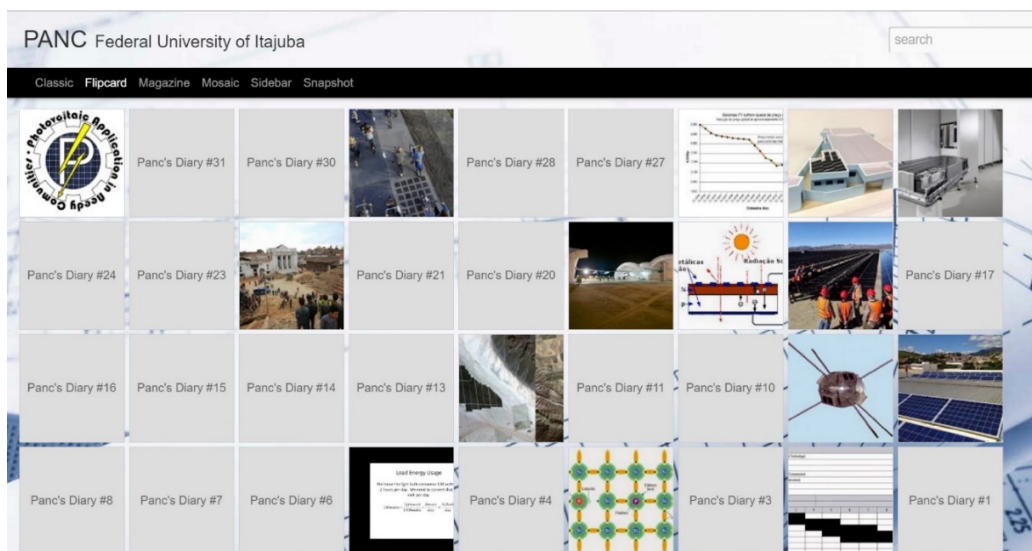 PANC Federal University of Itajuba
search
Classic Flipcard Magazine Mosaic Sidebar Snapshot
Photovoltaic Application in Needy Communities
P
Panc's Diary #31
Panc's Diary #30
Panc's Diary #28
Panc's Diary #27
Panc's Diary #24
Panc's Diary #23
Panc's Diary #21
Panc's Diary #20
etálicas
Radiação So
p
Panc's Diary #17
Panc's Diary #16
Panc's Diary #15
Panc's Diary #14
Panc's Diary #13
Panc's Diary #11
Panc's Diary #10
Panc's Diary #8
Panc's Diary #7
Panc's Diary #6
Load Energy Usage
Panc's Diary #4
Panc's Diary #3
Panc's Diary #1
225